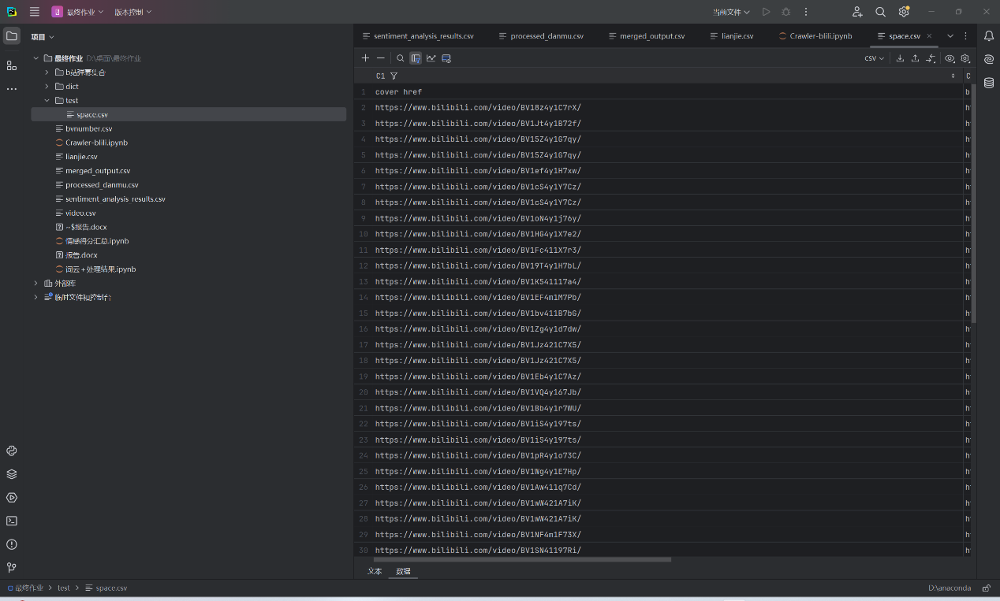 最终作业 版本控制 当前文件
项目
最终作业 D:\桌面\最终作业
b站弹幕集合
dict
test
space.csv
bvnumber.csv
Crawler-blili.ipynb
lianjie.csv
merged_output.csv
processed_danmu.csv
sentiment_analysis_results.csv
video.csv
~$报告.docx
情感得分汇总.ipynb
报告.docx
词云+处理结果.ipynb
外部库
临时文件和控制台
sentiment_analysis_results.csv processed_danmu.csv merged_output.csv lianjie.csv Crawler-blili.ipynb space.csv
CSV
C1 C
1 cover href b
2 https://www.bilibili.com/video/BV18z4y1C7rX/
3 https://www.bilibili.com/video/BV1Jt4y1B72f/
4 https://www.bilibili.com/video/BV15Z4y1G7qy/
5 https://www.bilibili.com/video/BV15Z4y1G7qy/
6 https://www.bilibili.com/video/BV1ef4y1H7xw/
7 https://www.bilibili.com/video/BV1cS4y1Y7Cz/
8 https://www.bilibili.com/video/BV1cS4y1Y7Cz/
9 https://www.bilibili.com/video/BV1oN4y1j76y/
10 https://www.bilibili.com/video/BV1HG4y1X7e2/
11 https://www.bilibili.com/video/BV1Fc411X7r3/
12 https://www.bilibili.com/video/BV19T4y1H7bL/
13 https://www.bilibili.com/video/BV1K541117a4/
14 https://www.bilibili.com/video/BV1EF4m1M7Pb/
15 https://www.bilibili.com/video/BV1bv411B7bG/
16 https://www.bilibili.com/video/BV1Zg4y1d7dw/
17 https://www.bilibili.com/video/BV1Jz421C7X5/
18 https://www.bilibili.com/video/BV1Jz421C7X5/
19 https://www.bilibili.com/video/BV1Eb4y1C7Az/
20 https://www.bilibili.com/video/BV1VQ4y167Jb/
21 https://www.bilibili.com/video/BV1Bb4y1r7WU/
22 https://www.bilibili.com/video/BV1iS4y197ts/
23 https://www.bilibili.com/video/BV1iS4y197ts/
24 https://www.bilibili.com/video/BV1pR4y1o73C/
25 https://www.bilibili.com/video/BV1Wg4y1E7Hp/
26 https://www.bilibili.com/video/BV1Aw411q7Cd/
27 https://www.bilibili.com/video/BV1wW421A7iK/
28 https://www.bilibili.com/video/BV1wW421A7iK/
29 https://www.bilibili.com/video/BV1NF4m1F73X/
30 https://www.bilibili.com/video/BV1SN41197Ri/
文本 数据
最终作业 > test > space.csv D:\anaconda